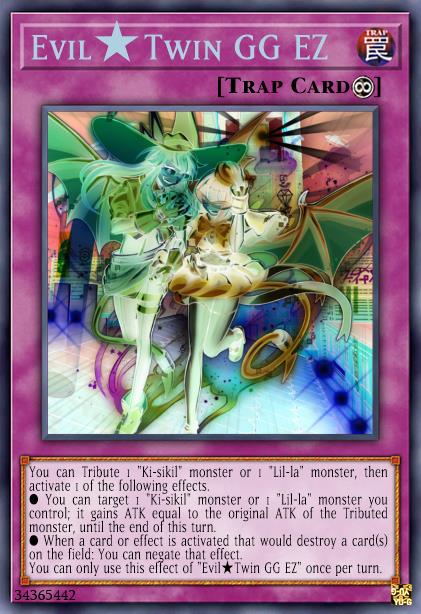 Evil★Twin GG EZ
TRAP
罠
[Trap Card♾]
You can Tribute 1 "Ki-sikil" monster or 1 "Lil-la" monster, then
activate 1 of the following effects.
● You can target 1 "Ki-sikil" monster or 1 "Lil-la" monster you
control; it gains ATK equal to the original ATK of the Tributed
monster, until the end of this turn.
● When a card or effect is activated that would destroy a card(s)
on the field: You can negate that effect.
You can only use this effect of "Evil★Twin GG EZ" once per turn.
34365442